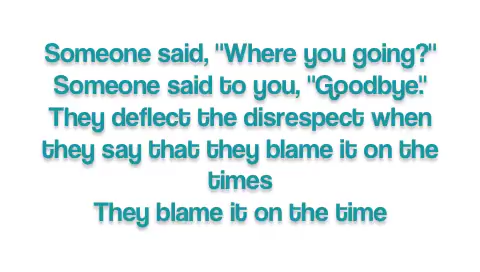 Someone said, "Where you going?"
Someone said to you, "Goodbye."
They deflect the disrespect when
they say that they blame it on the
times
They blame it on the time